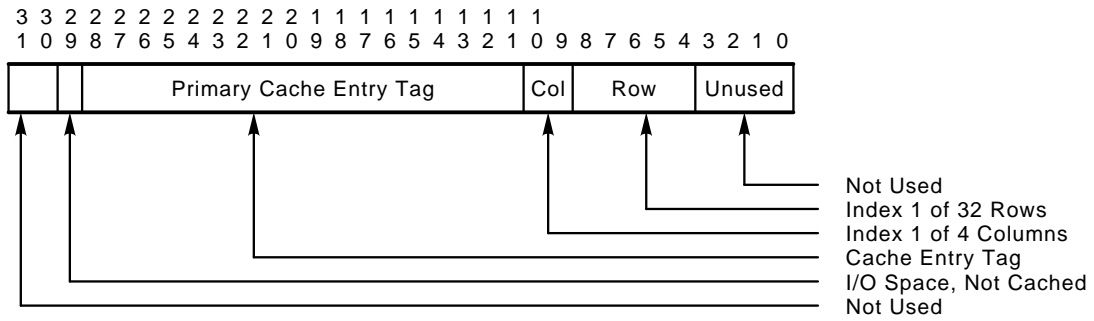 3 3 2 2 2 2 2 2 2 2 2 2 1 1 1 1 1 1 1 1 1 1
1 0 9 8 7 6 5 4 3 2 1 0 9 8 7 6 5 4 3 2 1 0 9 8 7 6 5 4 3 2 1 0
Primary Cache Entry Tag Col Row Unused
Not Used
Index 1 of 32 Rows
Index 1 of 4 Columns
Cache Entry Tag
I/O Space, Not Cached
Not Used